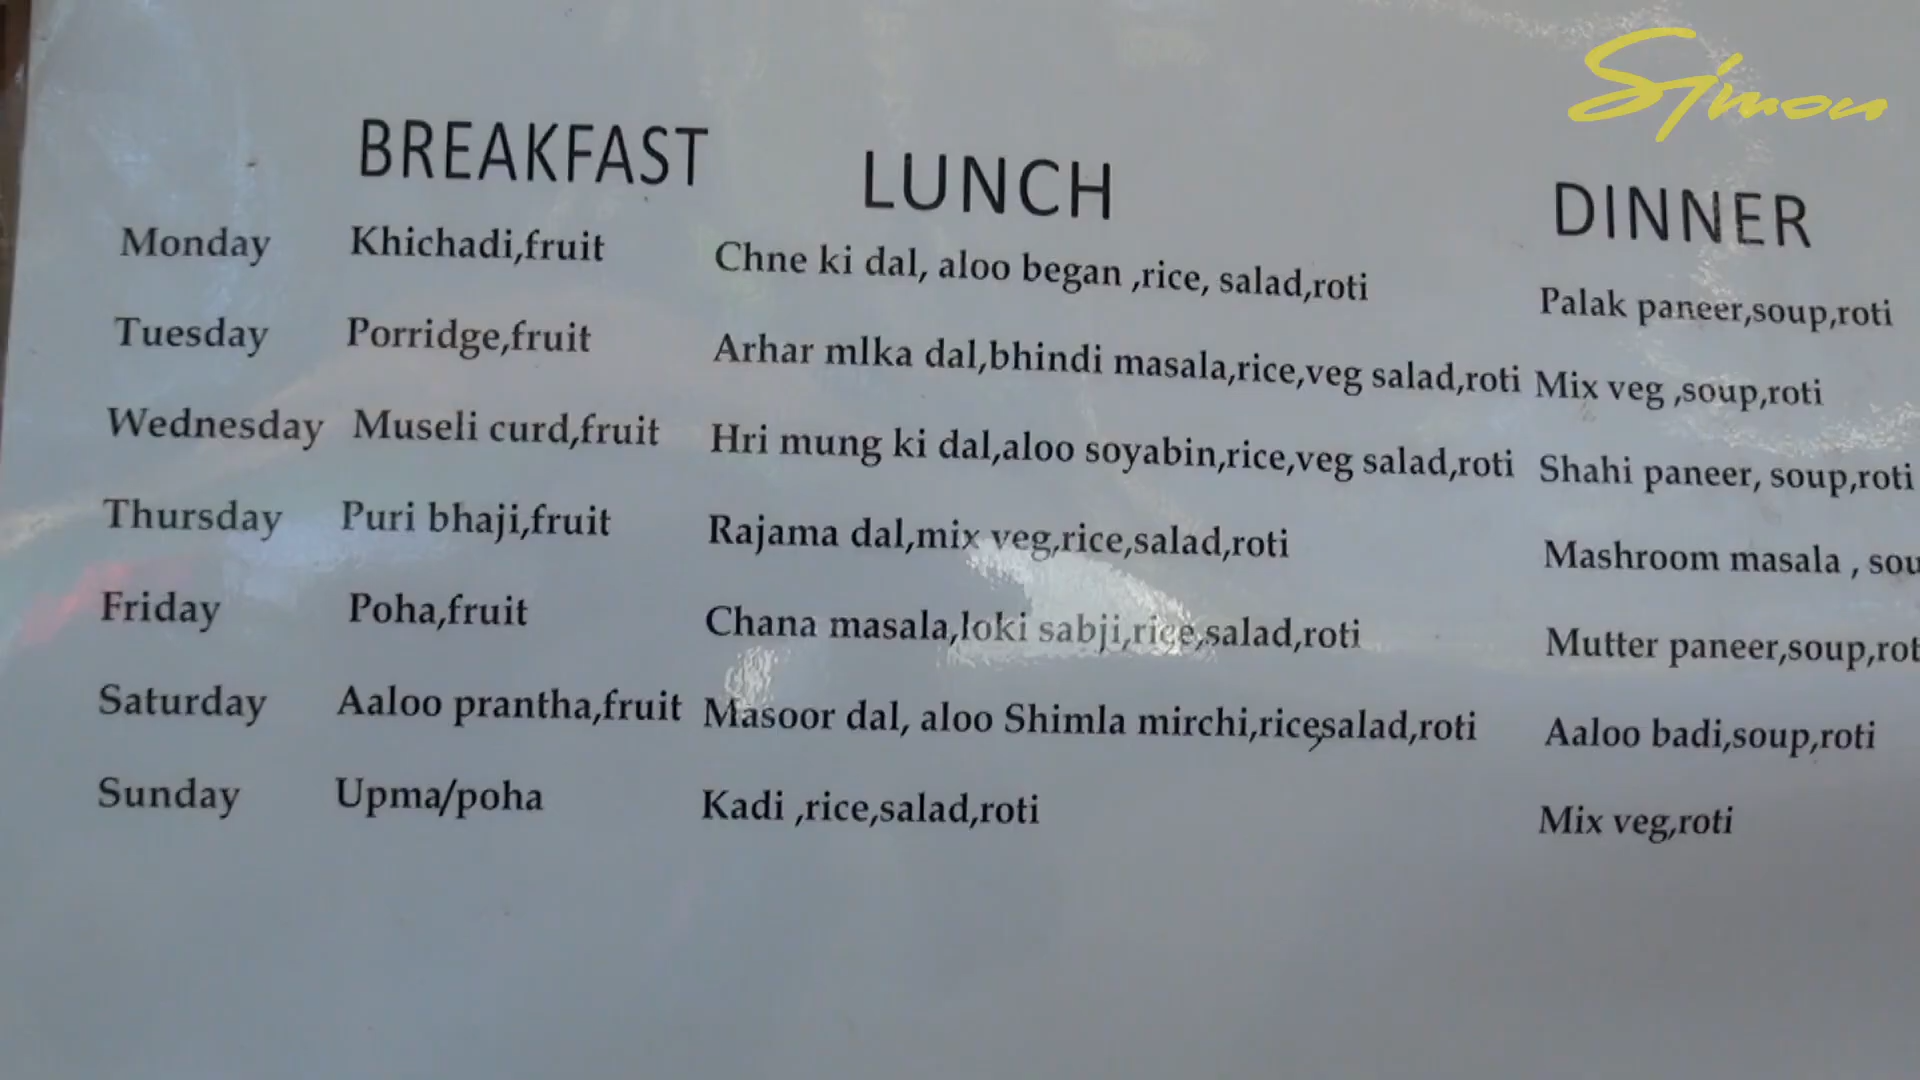 Simon
BREAKFAST LUNCH DINNER
Monday Khichadi,fruit Chne ki dal, aloo began ,rice, salad,roti Palak paneer,soup,roti
Tuesday Porridge,fruit Arhar mlka dal,bhindi masala,rice,veg salad,roti Mix veg ,soup,roti
Wednesday Museli curd,fruit Hri mung ki dal,aloo soyabin,rice,veg salad,roti Shahi paneer, soup,roti
Thursday Puri bhaji,fruit Rajama dal,mix veg,rice,salad,roti Mashroom masala , sou
Friday Poha,fruit Chana masala,loki sabji,rice,salad,roti Mutter paneer,soup,rot
Saturday Aaloo prantha,fruit Masoor dal, aloo Shimla mirchi,rice,salad,roti Aaloo badi,soup,roti
Sunday Upma/poha Kadi ,rice,salad,roti Mix veg,roti